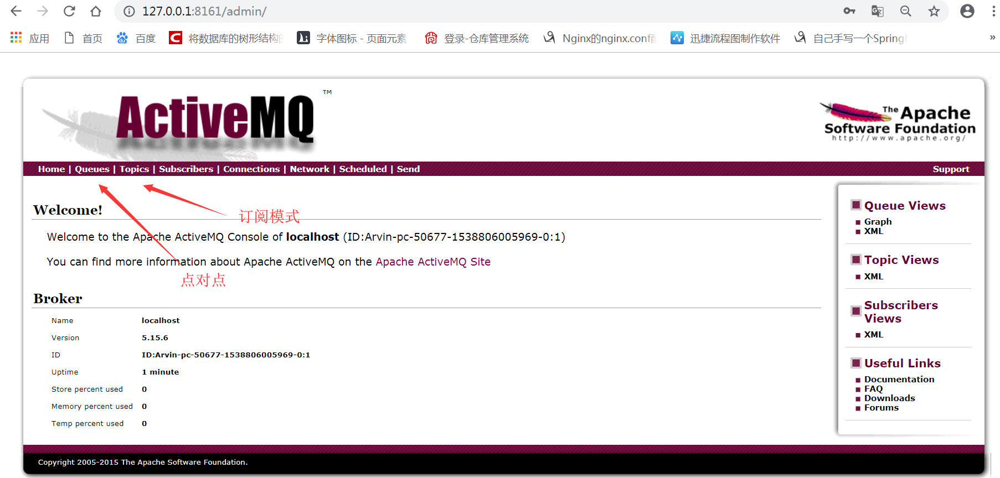 127.0.0.1:8161/admin/
应用 首页 百度 将数据库的树形结构 字体图标 - 页面元素 登录-仓库管理系统 Nginx的nginx.conf 迅捷流程图制作软件 自己手写一个Spring »
ActiveMQ TM
The Apache
Software Foundation
http://www.apache.org/
Home | Queues | Topics | Subscribers | Connections | Network | Scheduled | Send Support
订阅模式
Welcome!
Welcome to the Apache ActiveMQ Console of localhost (ID:Arvin-pc-50677-1538806005969-0:1)
You can find more information about Apache ActiveMQ on the Apache ActiveMQ Site
点对点
Broker
Name localhost
Version 5.15.6
ID ID:Arvin-pc-50677-1538806005969-0:1
Uptime 1 minute
Store percent used 0
Memory percent used 0
Temp percent used 0
Queue Views
Graph
XML
Topic Views
XML
Subscribers
Views
XML
Useful Links
Documentation
FAQ
Downloads
Forums
Copyright 2005-2015 The Apache Software Foundation.